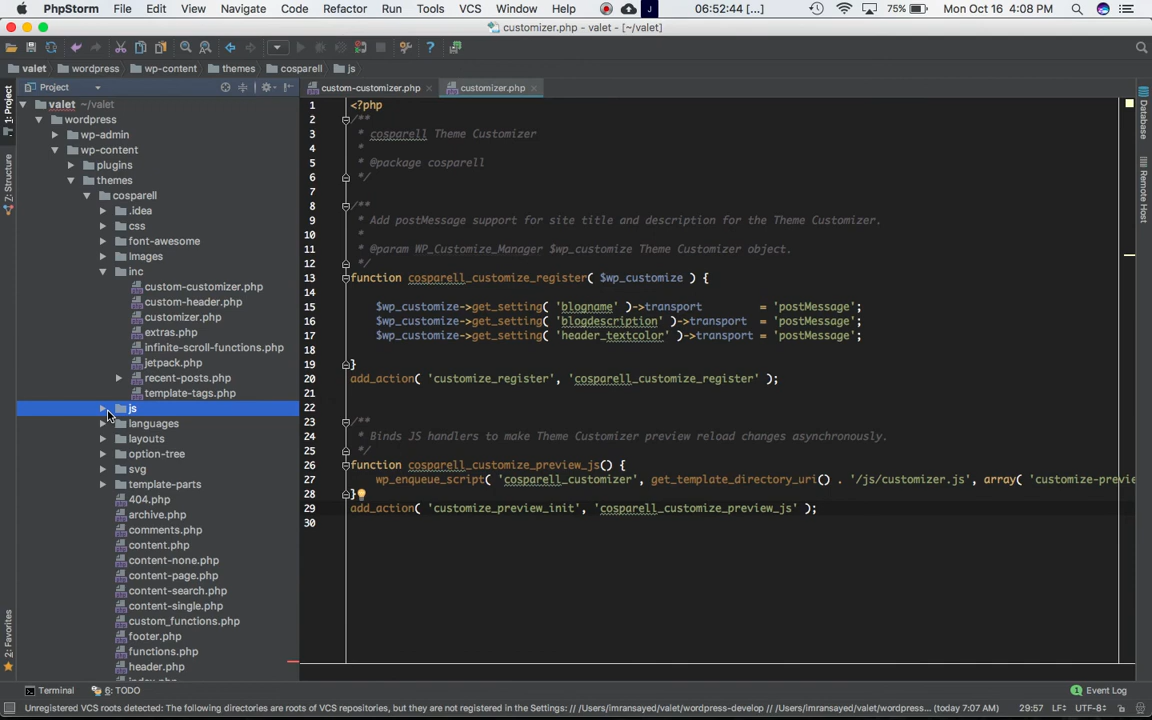 PhpStorm File Edit View Navigate Code Refactor Run Tools VCS Window Help J 06:52:44 [...] 75% Mon Oct 16 4:08 PM
customizer.php - valet - [~/valet]
valet wordpress wp-content themes cosparell js
Project custom-customizer.php customizer.php
1: Project
Z: Structure
2: Favorites
Database
Remote Host
valet ~/valet
wordpress
wp-admin
wp-content
plugins
themes
cosparell
.idea
css
font-awesome
Images
inc
custom-customizer.php
custom-header.php
customizer.php
extras.php
infinite-scroll-functions.php
jetpack.php
recent-posts.php
template-tags.php
js
languages
layouts
option-tree
svg
template-parts
404.php
archive.php
comments.php
content.php
content-none.php
content-page.php
content-search.php
content-single.php
custom_functions.php
footer.php
functions.php
header.php
1 <?php
2 /**
3 * cosparell Theme Customizer
4 *
5 * @package cosparell
6 */
7
8 /**
9 * Add postMessage support for site title and description for the Theme Customizer.
10 *
11 * @param WP_Customize_Manager $wp_customize Theme Customizer object.
12 */
13 function cosparell_customize_register( $wp_customize ) {
14
15 $wp_customize->get_setting( 'blogname' )->transport = 'postMessage';
16 $wp_customize->get_setting( 'blogdescription' )->transport = 'postMessage';
17 $wp_customize->get_setting( 'header_textcolor' )->transport = 'postMessage';
18
19 }
20 add_action( 'customize_register', 'cosparell_customize_register' );
21
22
23 /**
24 * Binds JS handlers to make Theme Customizer preview reload changes asynchronously.
25 */
26 function cosparell_customize_preview_js() {
27 wp_enqueue_script( 'cosparell_customizer', get_template_directory_uri() . '/js/customizer.js', array( 'customize-previe
28 }
29 add_action( 'customize_preview_init', 'cosparell_customize_preview_js' );
30
Terminal 6: TODO 1 Event Log
Unregistered VCS roots detected: The following directories are roots of VCS repositories, but they are not registered in the Settings: // /Users/imransayed/valet/wordpress-develop // /Users/imransayed/valet/wordpress-... (today 7:07 AM) 29:57 LF÷ UTF-8÷